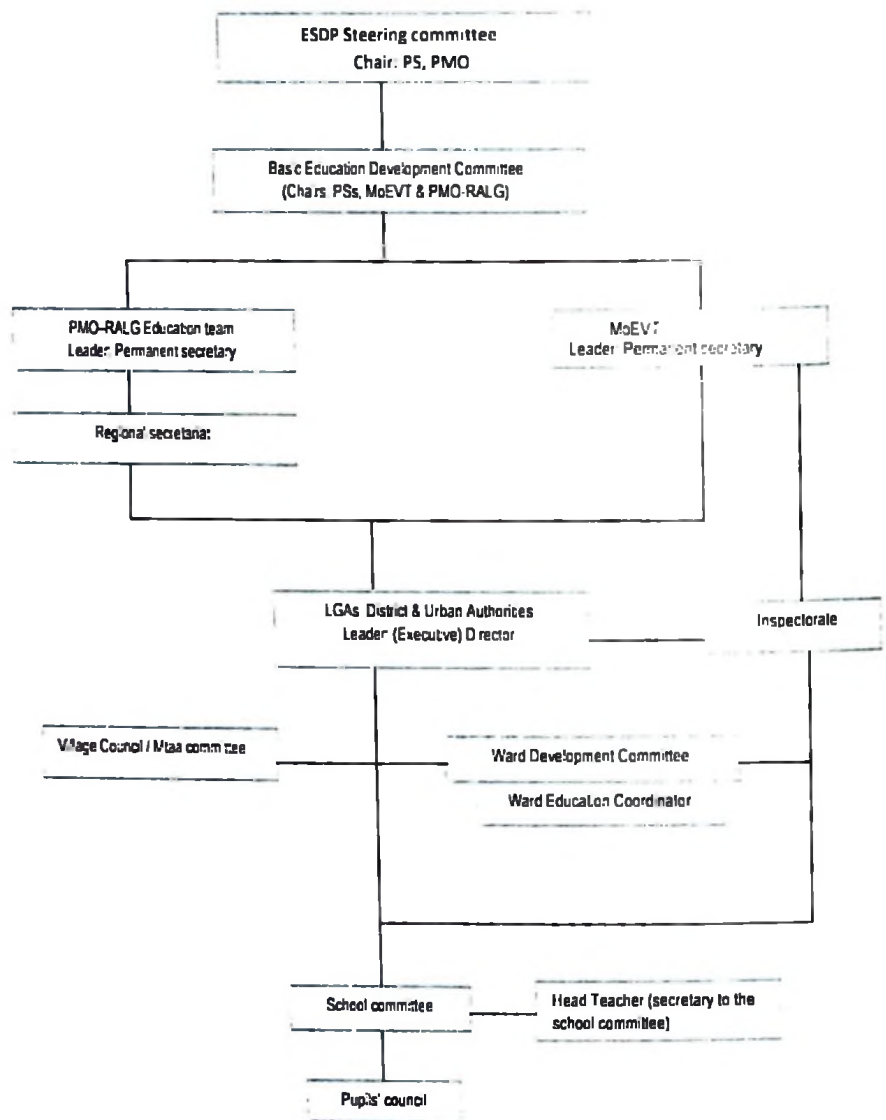 ESDP Steering committee
Chair: PS, PMO
Basic Education Development Committee
(Chairs PSs, MoEVT & PMO-RALG)
PMO-RALG Education team
Leader: Permanent secretary
MoEVT
Leader: Permanent secretary
Regional secretariat
LGAs District & Urban Authorities
Leader (Executive) Director
Inspectorate
Village Council / Mtaa committee
Ward Development Committee
Ward Education Coordinator
School committee
Head Teacher (secretary to the
school committee)
Pupils' council